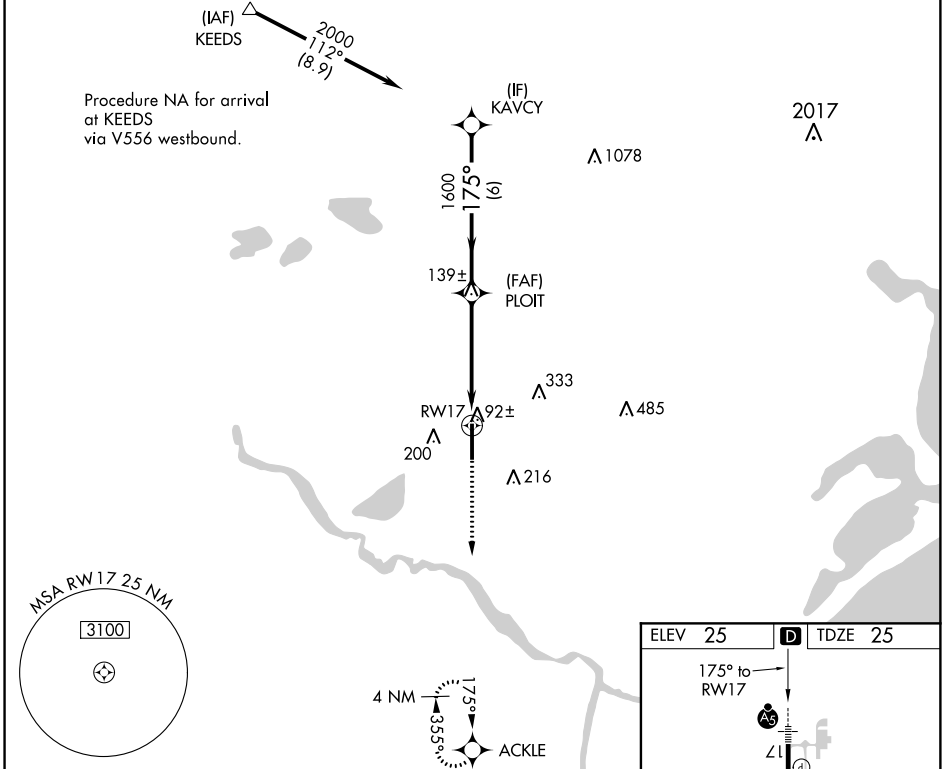 (IAF)
KEEDS
2000
112°
(8.9)
Procedure NA for arrival
at KEEDS
via V556 westbound.
(IF)
KAVCY
2017
1078
1600
175°
(6)
139±
(FAF)
PLOIT
333
RW17
92±
485
200
216
MSA RW17 25 NM
3100
4 NM
175°
355°
ACKLE
ELEV 25
D
TDZE 25
175° to
RW17
A5
17